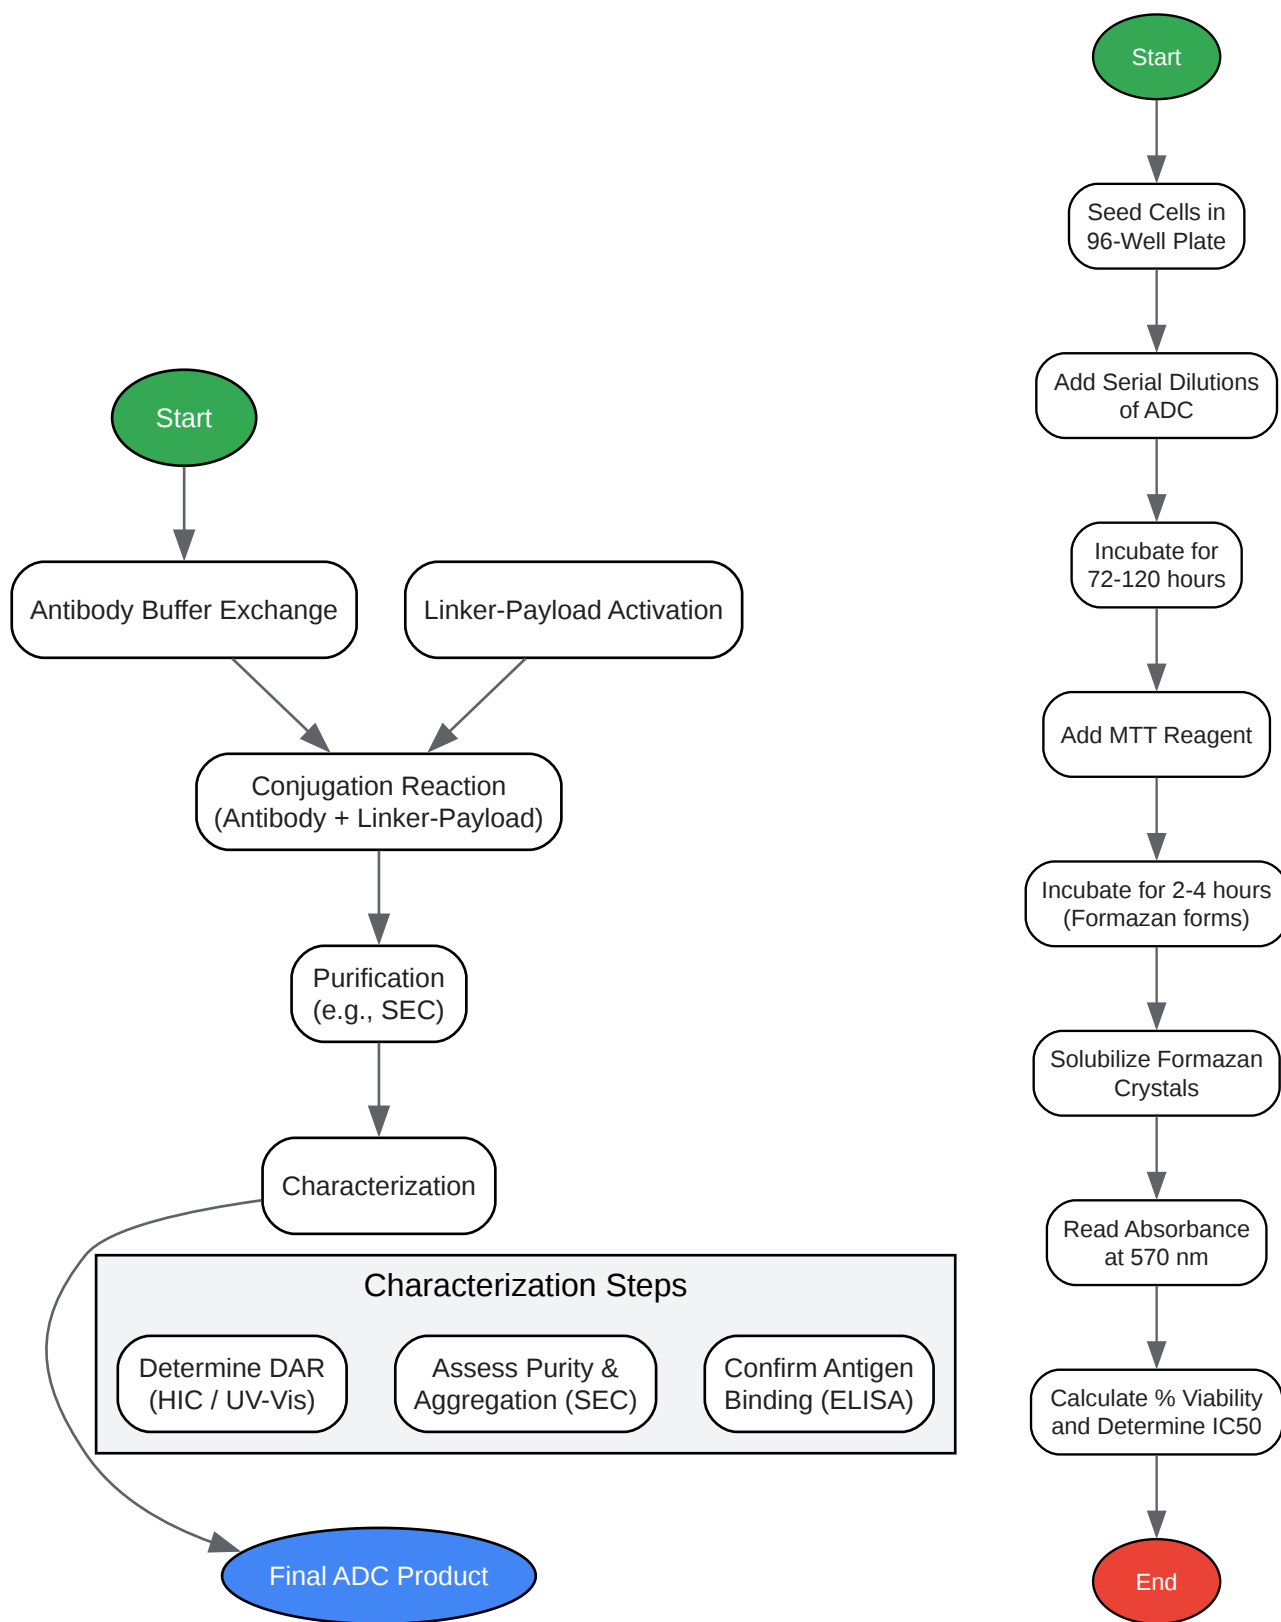 Start
Antibody Buffer Exchange
Linker-Payload Activation
Conjugation Reaction
(Antibody + Linker-Payload)
Purification
(e.g., SEC)
Characterization
Characterization Steps
Determine DAR
(HIC / UV-Vis)
Assess Purity &
Aggregation (SEC)
Confirm Antigen
Binding (ELISA)
Final ADC Product
Start
Seed Cells in
96-Well Plate
Add Serial Dilutions
of ADC
Incubate for
72-120 hours
Add MTT Reagent
Incubate for 2-4 hours
(Formazan forms)
Solubilize Formazan
Crystals
Read Absorbance
at 570 nm
Calculate % Viability
and Determine IC50
End